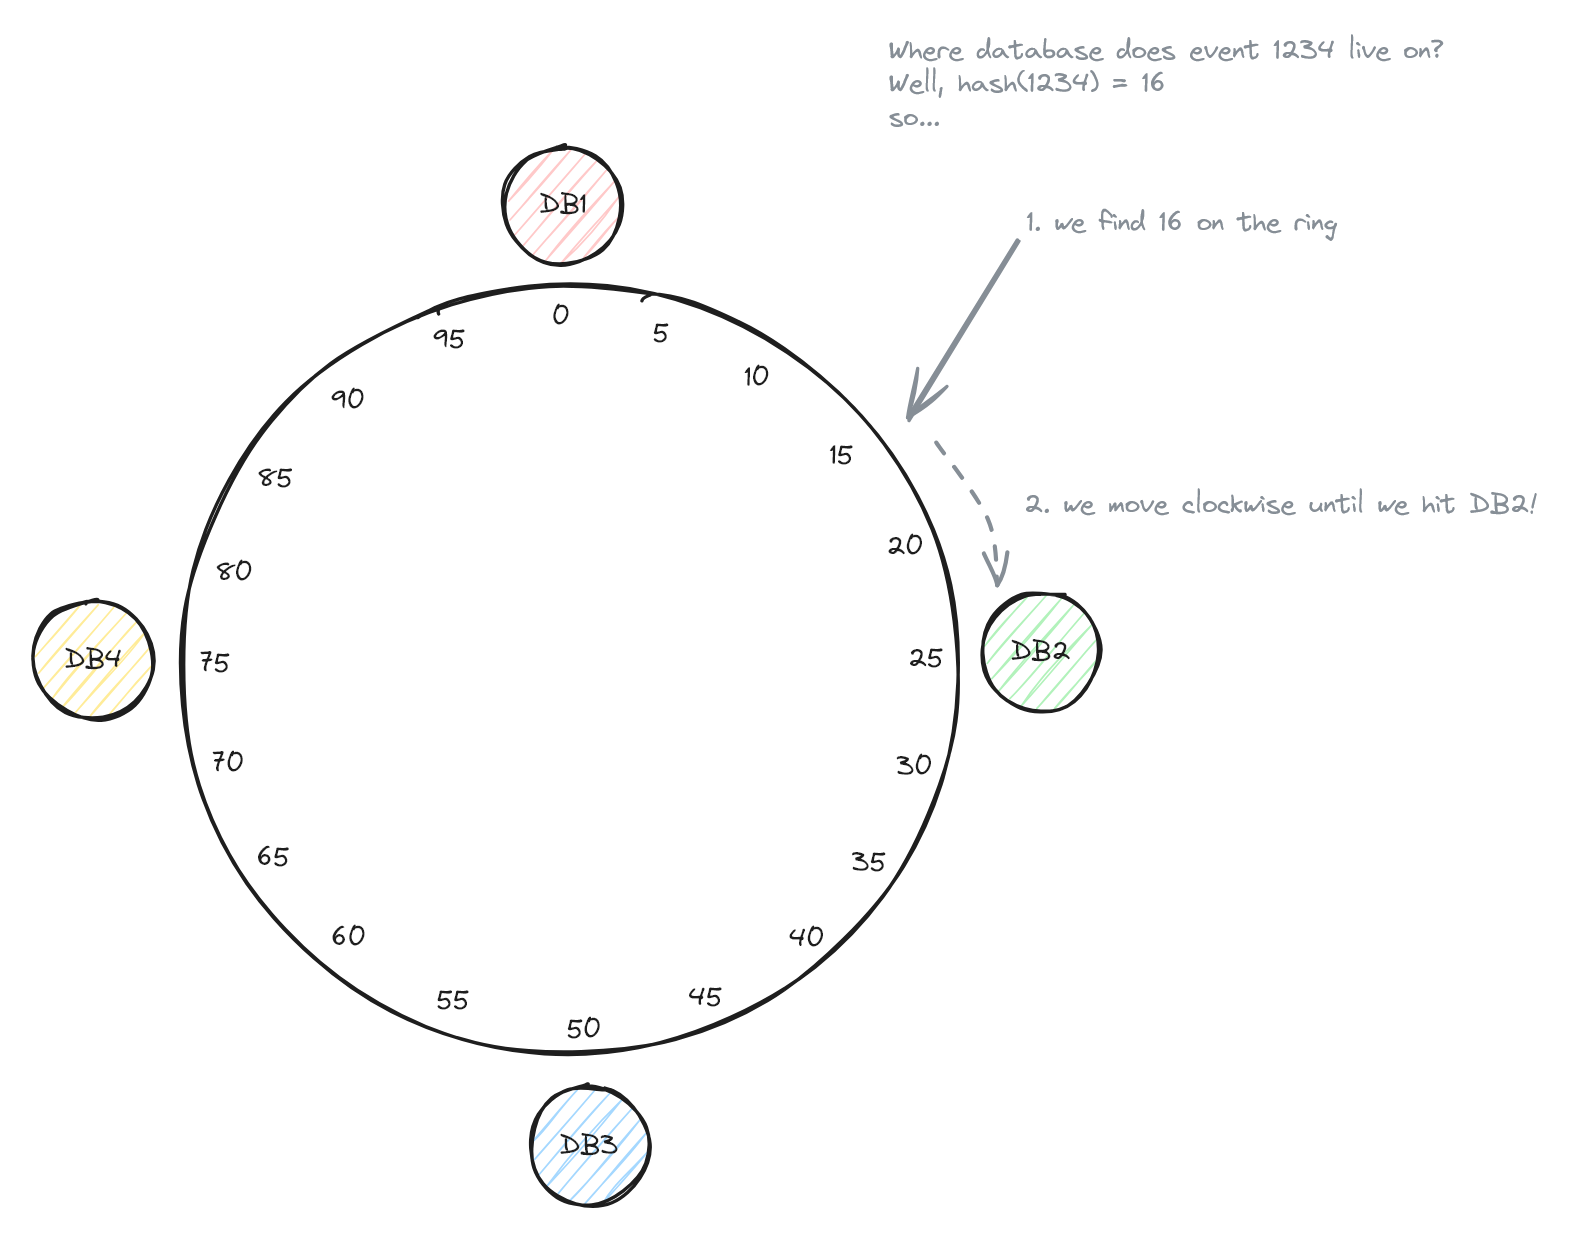 Where database does event 1234 live on?
Well, hash(1234) = 16
so...
DB1
1. we find 16 on the ring
0
5
95
10
90
15
85
2. we move clockwise until we hit DB2!
20
80
DB2
25
DB4
75
30
70
35
65
40
60
45
55
50
DB3